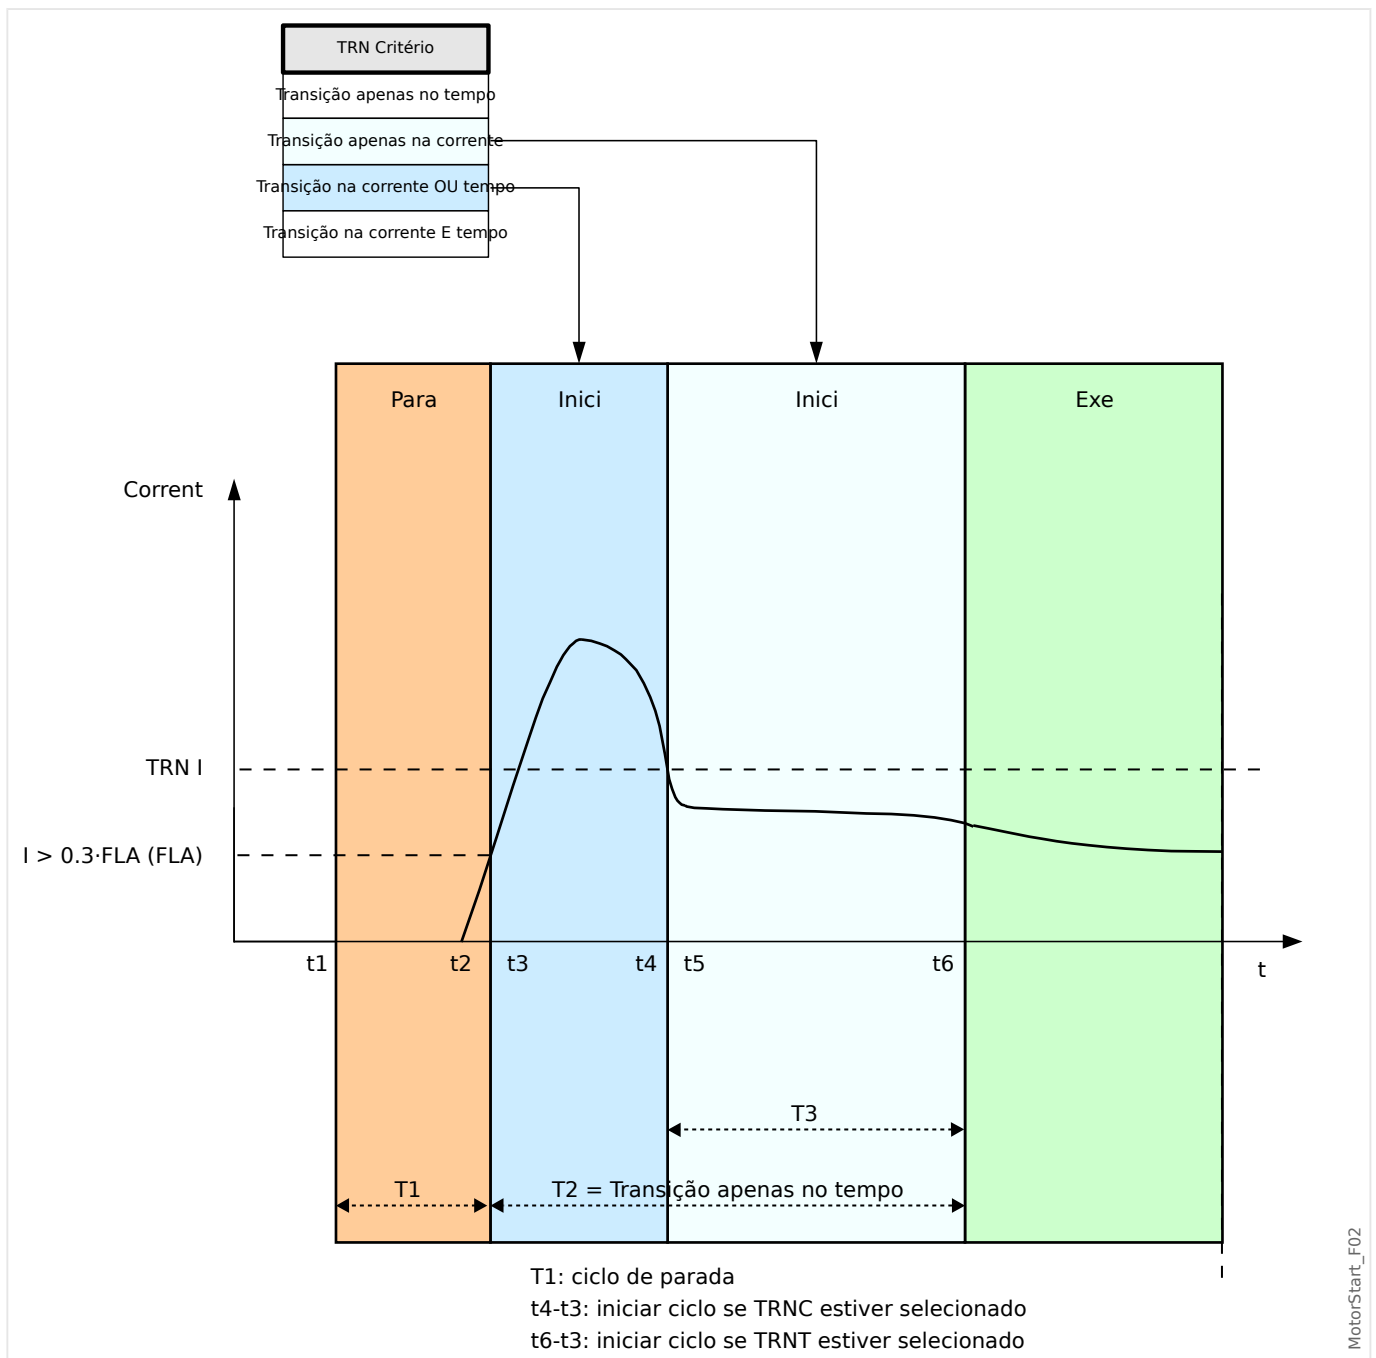 TRN Critério
Transição apenas no tempo
Transição apenas na corrente
Transição na corrente OU tempo
Transição na corrente E tempo
Para
Inici
Inici
Exe
Corrent
TRN I
I > 0.3·FLA (FLA)
t1
t2
t3
t4
t5
t6
t
T3
T1
T2 = Transição apenas no tempo
T1: ciclo de parada
t4-t3: iniciar ciclo se TRNC estiver selecionado
t6-t3: iniciar ciclo se TRNT estiver selecionado
MotorStart_F02